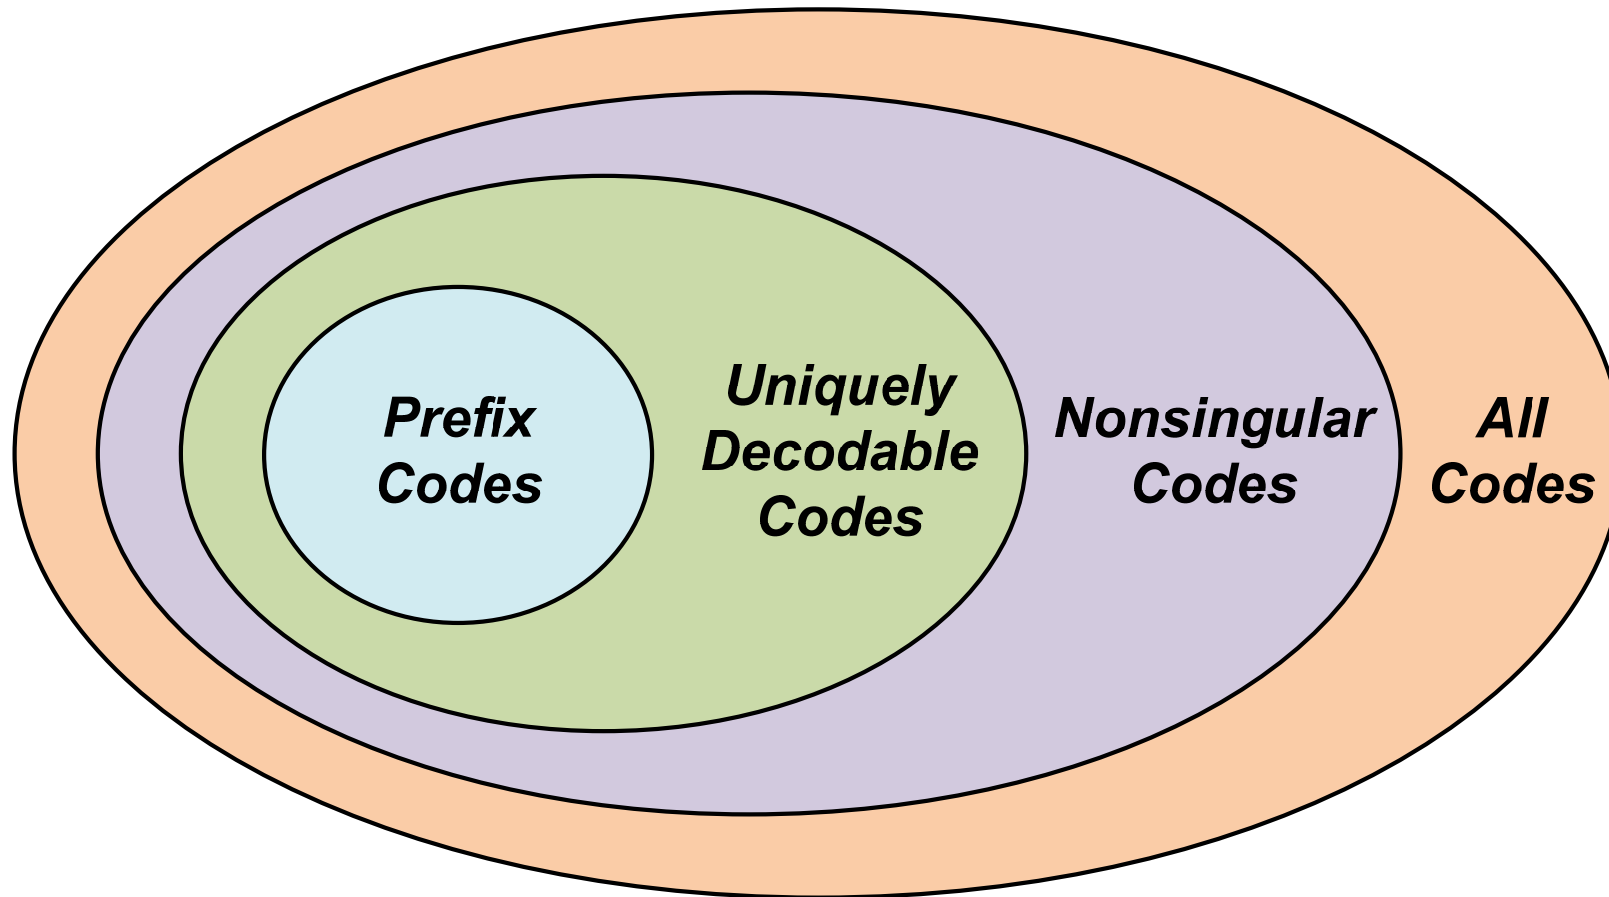 Prefix
Codes
Uniquely
Decodable
Codes
Nonsingular
Codes
All
Codes